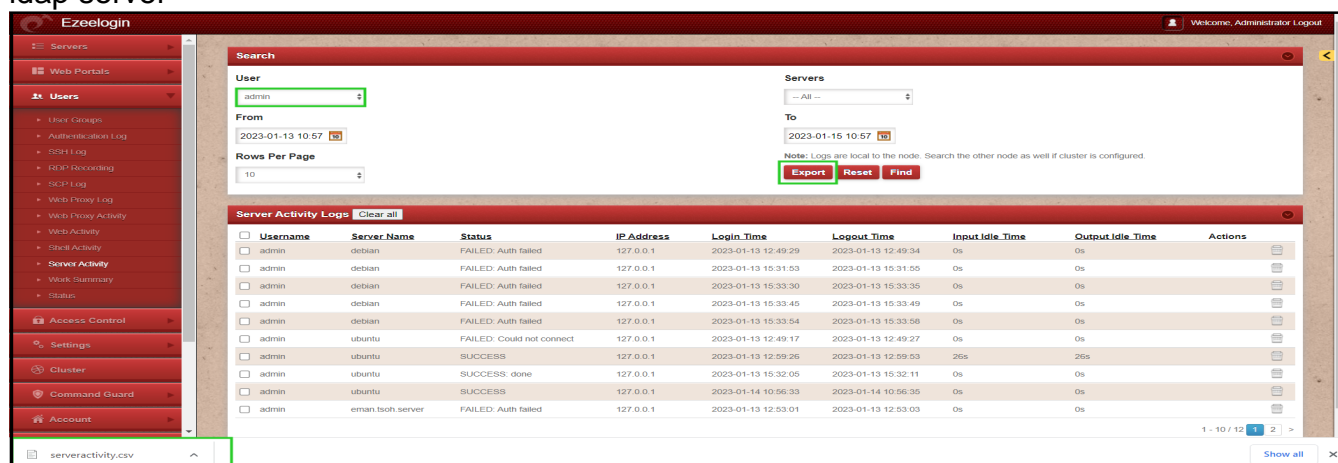 ldap-server
Ezeelogin
Welcome, Administrator Logout
Servers
Web Portals
Users
User Groups
Authentication Log
SSH Log
RDP Recording
SCP Log
Web Proxy Log
Web Proxy Activity
Web Activity
Shell Activity
Server Activity
Work Summary
Status
Access Control
Settings
Cluster
Command Guard
Account
Search
User
Servers
admin
-- All --
From
To
2023-01-13 10:57
2023-01-15 10:57
Rows Per Page
Note: Logs are local to the node. Search the other node as well if cluster is configured.
10
Export Reset Find
Server Activity Logs Clear all
Username Server Name Status IP Address Login Time Logout Time Input Idle Time Output Idle Time Actions
admin debian FAILED: Auth failed 127.0.0.1 2023-01-13 12:49:29 2023-01-13 12:49:34 0s 0s
admin debian FAILED: Auth failed 127.0.0.1 2023-01-13 15:31:53 2023-01-13 15:31:55 0s 0s
admin debian FAILED: Auth failed 127.0.0.1 2023-01-13 15:33:30 2023-01-13 15:33:35 0s 0s
admin debian FAILED: Auth failed 127.0.0.1 2023-01-13 15:33:45 2023-01-13 15:33:49 0s 0s
admin debian FAILED: Auth failed 127.0.0.1 2023-01-13 15:33:54 2023-01-13 15:33:58 0s 0s
admin ubuntu FAILED: Could not connect 127.0.0.1 2023-01-13 12:49:17 2023-01-13 12:49:27 0s 0s
admin ubuntu SUCCESS 127.0.0.1 2023-01-13 12:59:26 2023-01-13 12:59:53 26s 26s
admin ubuntu SUCCESS: done 127.0.0.1 2023-01-13 15:32:05 2023-01-13 15:32:11 0s 0s
admin ubuntu SUCCESS 127.0.0.1 2023-01-14 10:56:33 2023-01-14 10:56:35 0s 0s
admin eman.tsoh.server FAILED: Auth failed 127.0.0.1 2023-01-13 12:53:01 2023-01-13 12:53:03 0s 0s
1 - 10 / 12 1 2 >
serveractivity.csv
Show all